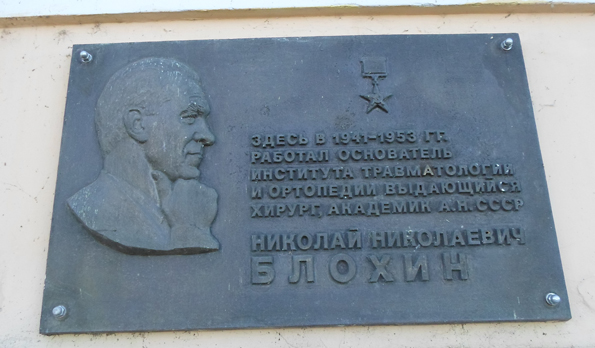 ЗДЕСЬ В 1941-1953 ГГ.
РАБОТАЛ ОСНОВАТЕЛЬ
ИНСТИТУТА ТРАВМАТОЛОГИИ
И ОРТОПЕДИИ ВЫДАЮЩИЙСЯ
ХИРУРГ, АКАДЕМИК А.Н. СССР
НИКОЛАЙ НИКОЛАЕВИЧ
БЛОХИН